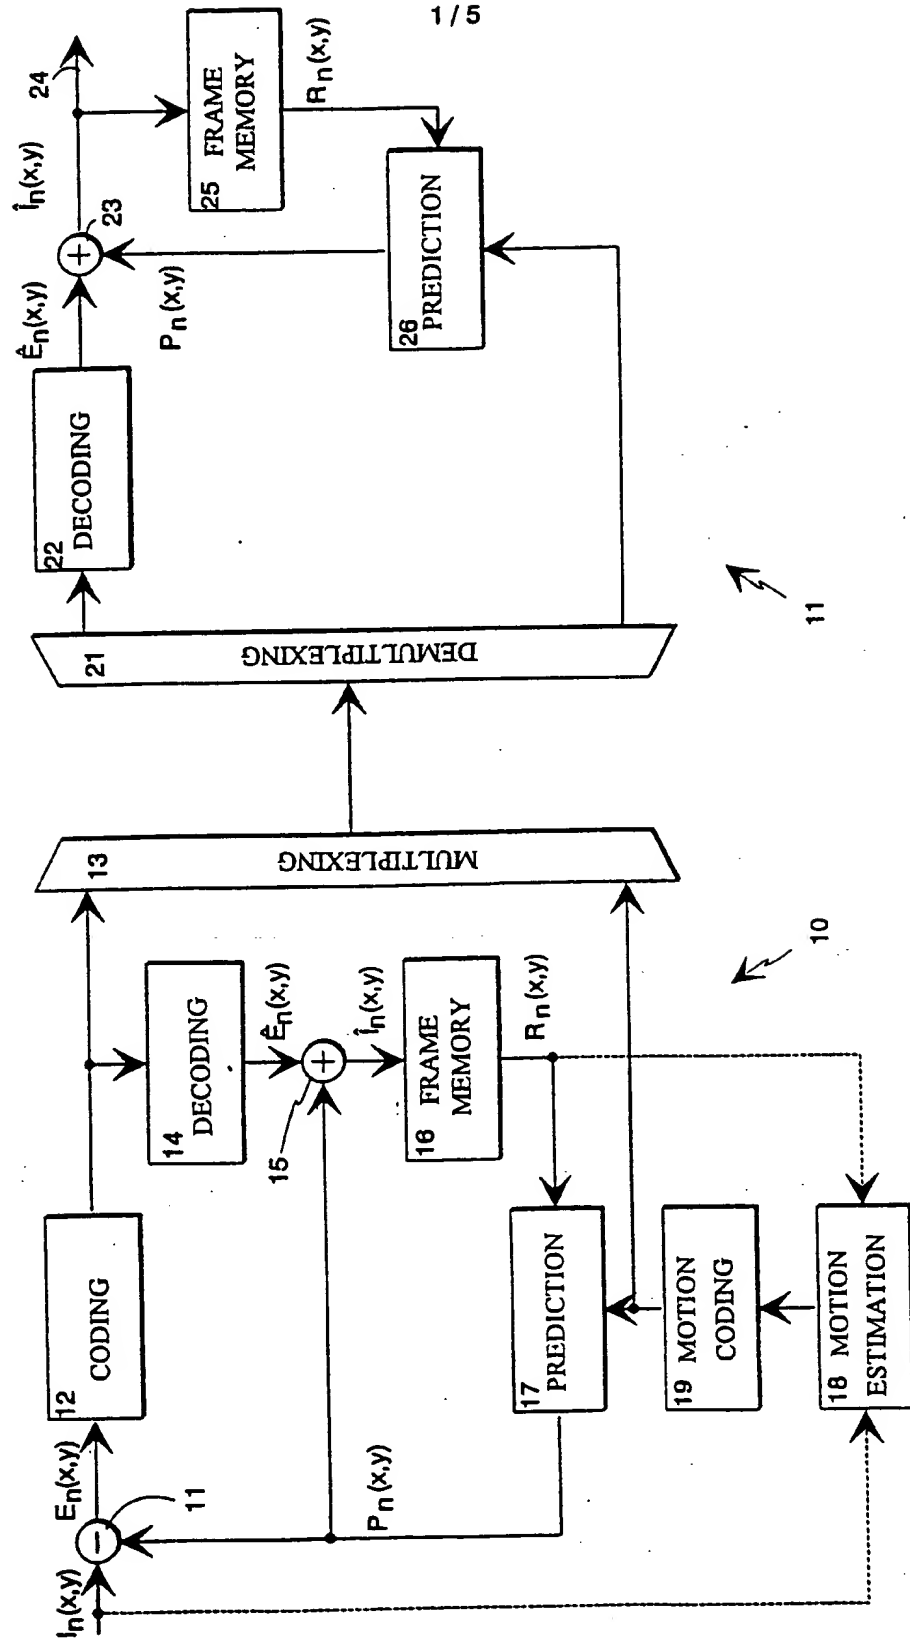 1 / 5
Iₙ(x,y)
11
Eₙ(x,y)
12 CODING
14 DECODING
Êₙ(x,y)
15
Îₙ(x,y)
16 FRAME
MEMORY
Rₙ(x,y)
17 PREDICTION
Pₙ(x,y)
19 MOTION
CODING
18 MOTION
ESTIMATION
10
13 MULTIPLEXING
21 DEMULTIPLEXING
22 DECODING
Êₙ(x,y)
23
Îₙ(x,y)
24
25 FRAME
MEMORY
Rₙ(x,y)
26 PREDICTION
Pₙ(x,y)
11